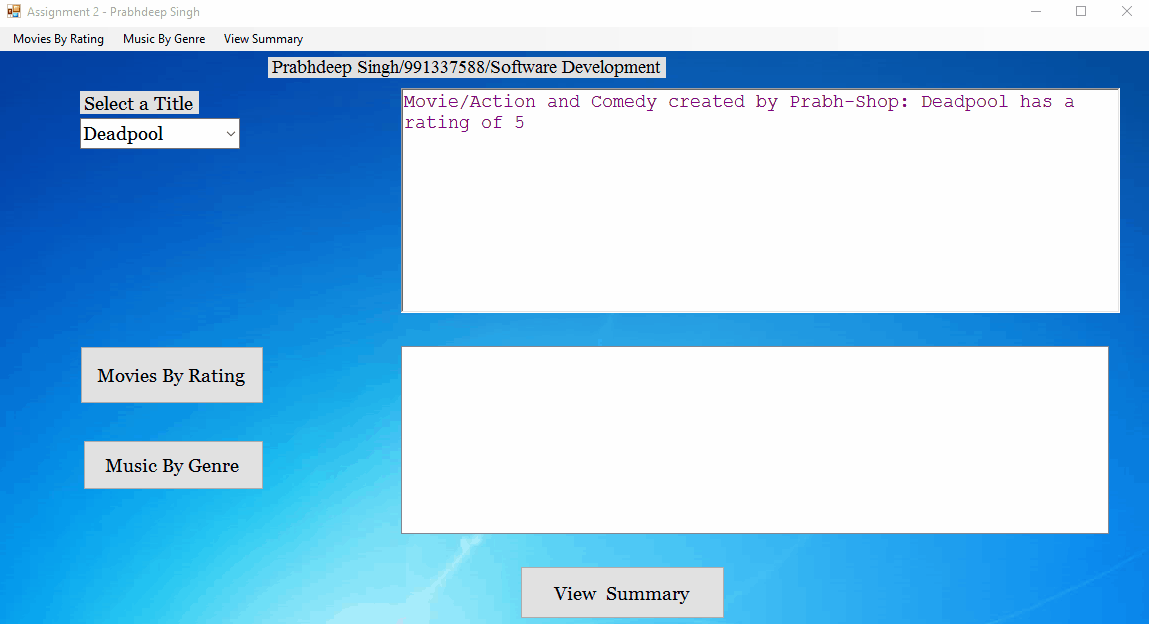 Assignment 2 - Prabhdeep Singh
Movies By Rating Music By Genre View Summary
Prabhdeep Singh/991337588/Software Development
Select a Title
Deadpool
Movie/Action and Comedy created by Prabh-Shop: Deadpool has a
rating of 5
Movies By Rating
Music By Genre
View Summary